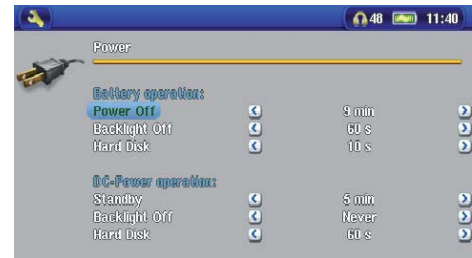 48 11:40
Power
Battery operation:
Power Off 9 min
Backlight Off 60 s
Hard Disk 10 s
DC-Power operation:
Standby 5 min
Backlight Off Never
Hard Disk 60 s